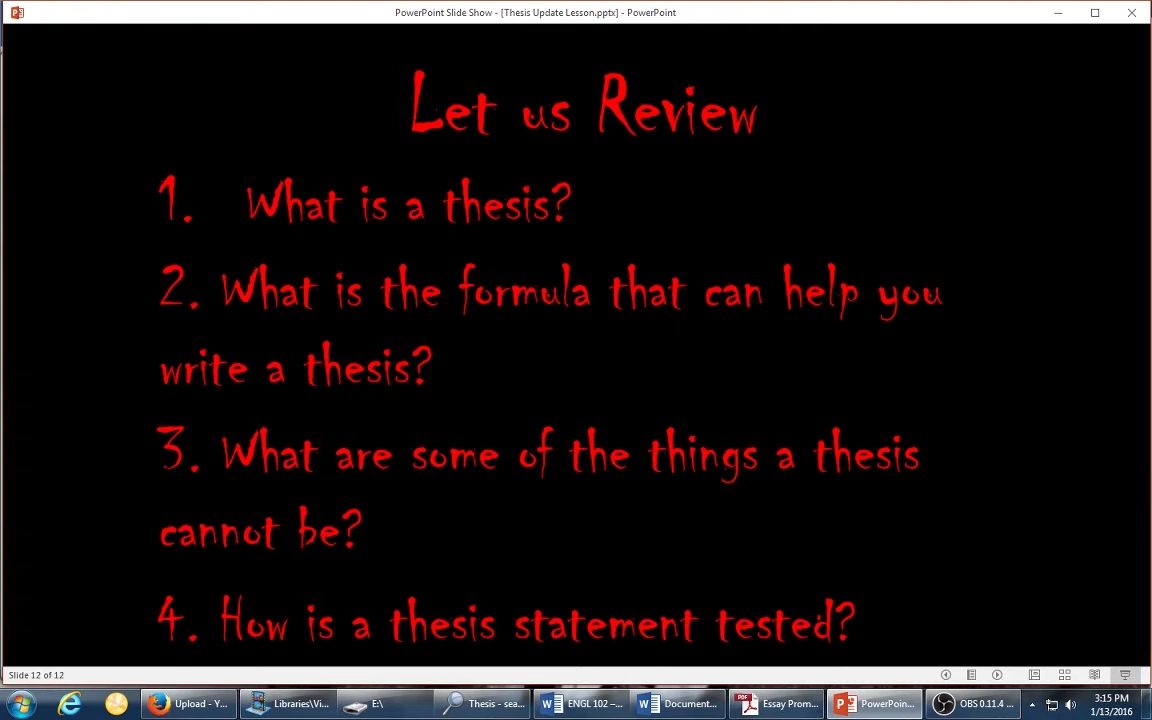 PowerPoint Slide Show - [Thesis Update Lesson.pptx] - PowerPoint
Let us Review
1. What is a thesis?
2. What is the formula that can help you
write a thesis?
3. What are some of the things a thesis
cannot be?
4. How is a thesis statement tested?
Slide 12 of 12
Upload - Y...
Libraries\Vi...
E:\
Thesis - sea...
ENGL 102 –...
Document...
PDF
Essay Prom...
PowerPoin...
OBS 0.11.4 ...
3:15 PM
1/13/2016